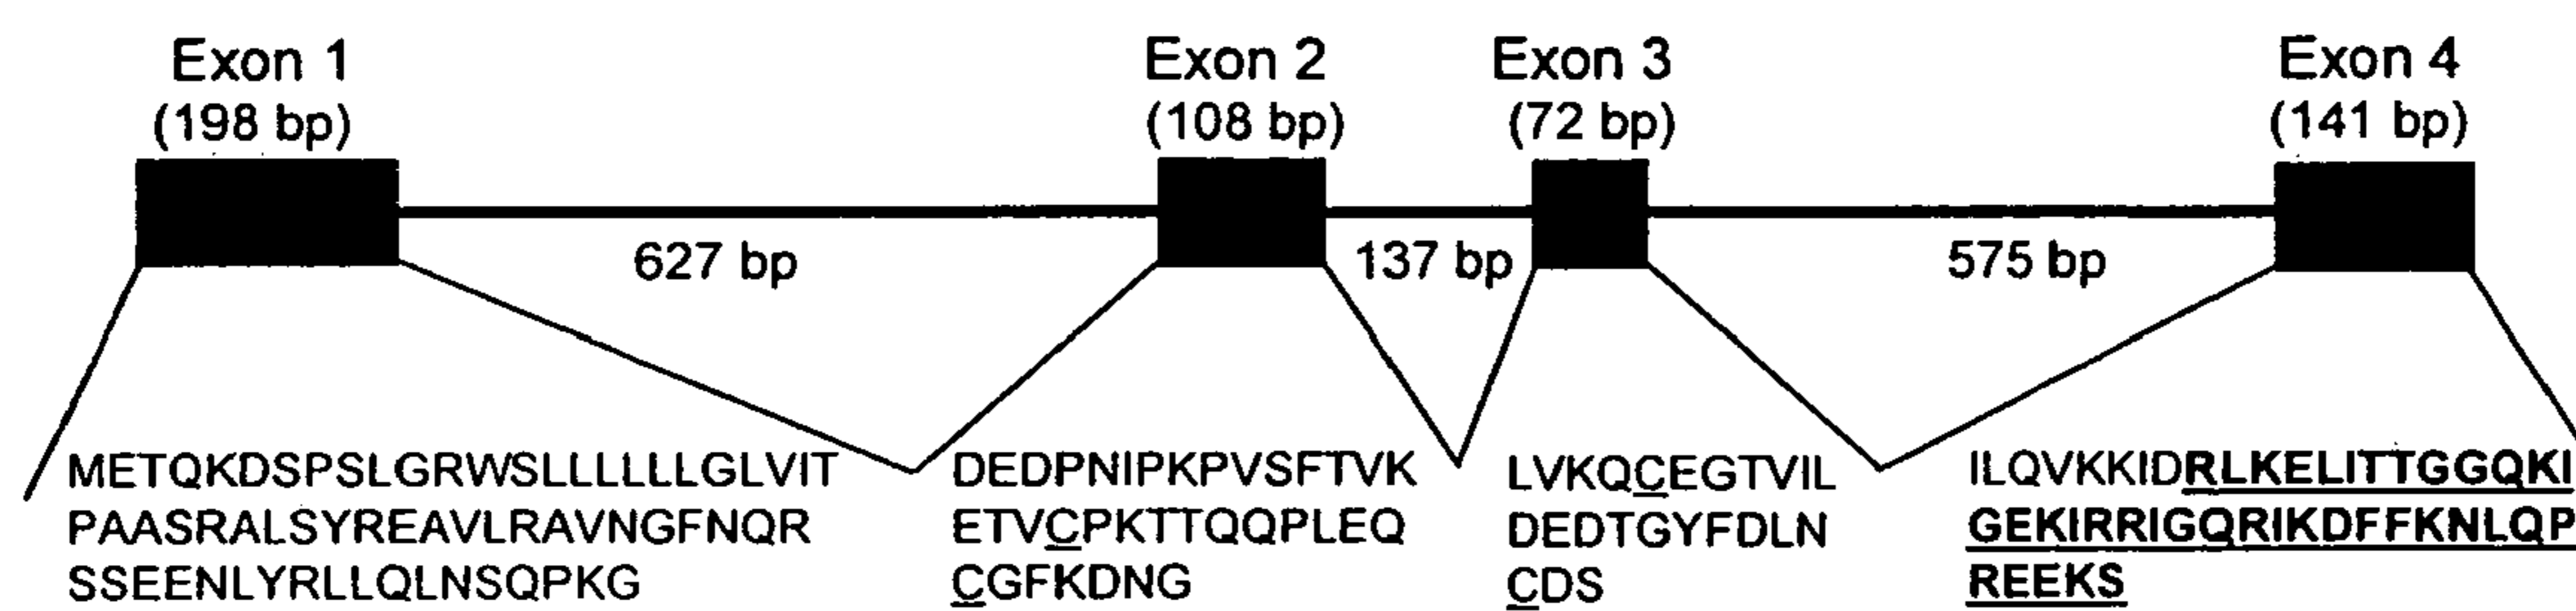 Exon 1
(198 bp)
Exon 2
(108 bp)
Exon 3
(72 bp)
Exon 4
(141 bp)
627 bp
137 bp
575 bp
METQKDSPSLGRWSLLLLLLGLVIT
PAASRALSYREAVLRAVNGFNQR
SSEENLYRLLQLNSQPKG
DEDPNIPKPVSFTVK
ETVCPKTTQQPLEQ
CGFKDNG
LVKQCEGTVIL
DEDTGYFDLN
CDS
ILQVKKIDRLKELITTGGQKI
GEKIRRIGQRIKDFFKNLQP
REEKS